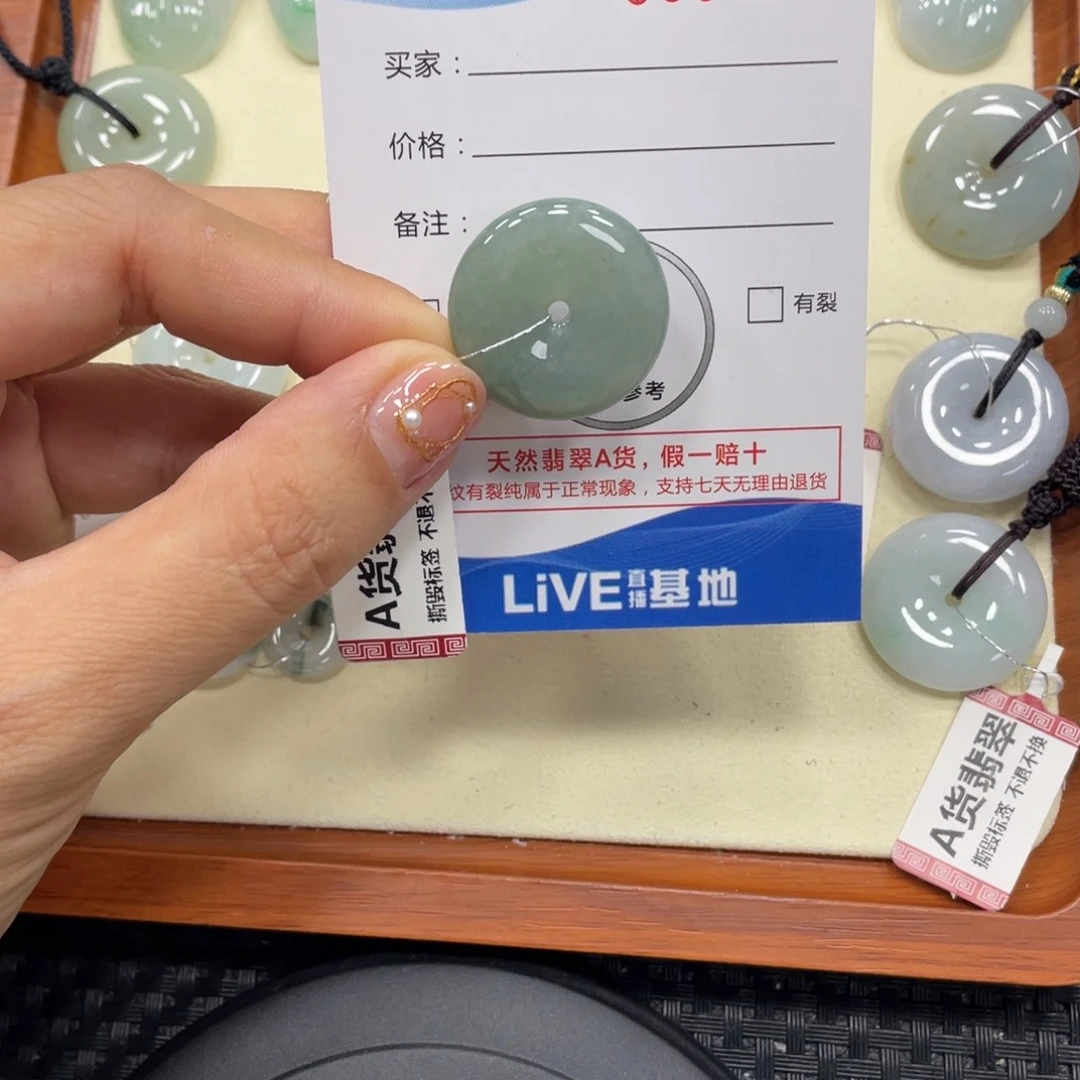 买家：
价格：
备注：
有裂
参考
天然翡翠A货，假一赔十
纹有裂纯属于正常现象，支持七天无理由退货
LiVE直播基地
A货翡
撕毁标签 不退不
A货翡翠
撕毁标签 不退不换